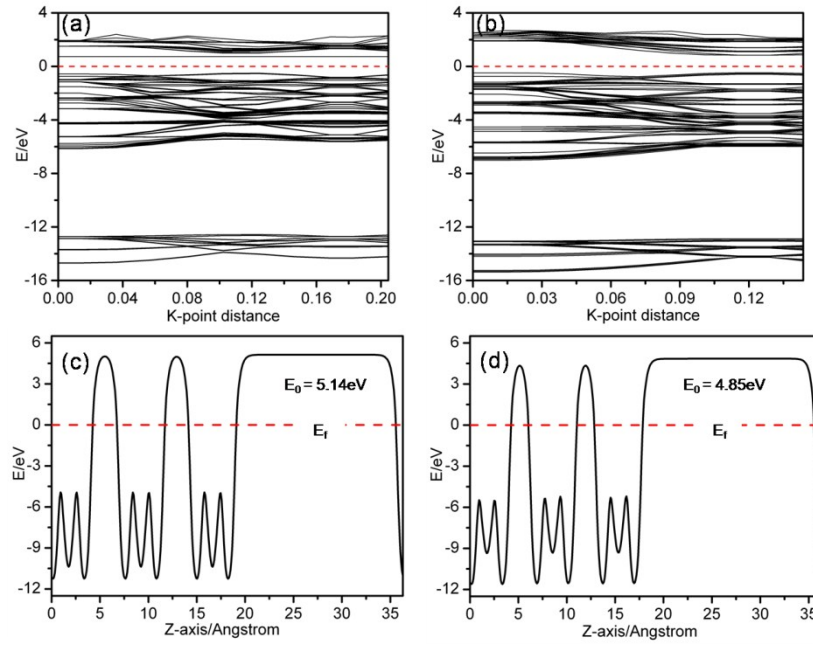 (a)
E/eV
4
0
-4
-8
-12
-16
0.00 0.04 0.08 0.12 0.16 0.20
K-point distance
(b)
E/eV
4
0
-4
-8
-12
-16
0.00 0.03 0.06 0.09 0.12
K-point distance
(c)
E/eV
6
3
0
-3
-6
-9
-12
E₀ = 5.14eV
E_f
0 5 10 15 20 25 30 35
Z-axis/Angstrom
(d)
E/eV
6
3
0
-3
-6
-9
-12
E₀ = 4.85eV
E_f
0 5 10 15 20 25 30 35
Z-axis/Angstrom